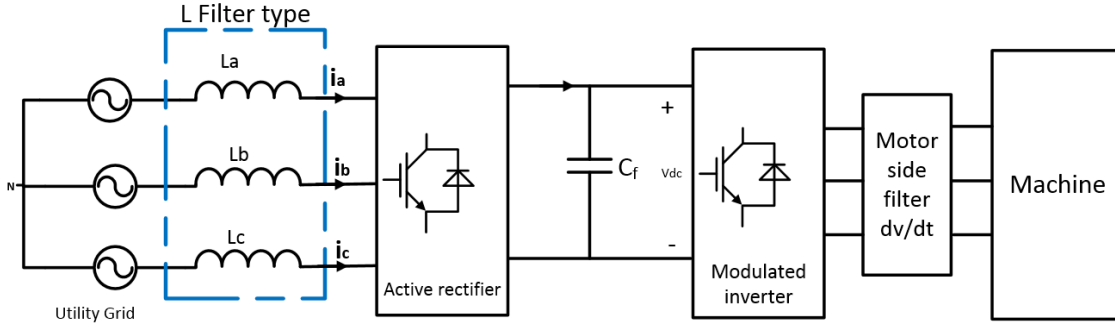 L Filter type
La
ia
Lb
ib
Lc
ic
N
Utility Grid
Active rectifier
Cf
+
Vdc
-
Modulated
inverter
Motor
side
filter
dv/dt
Machine